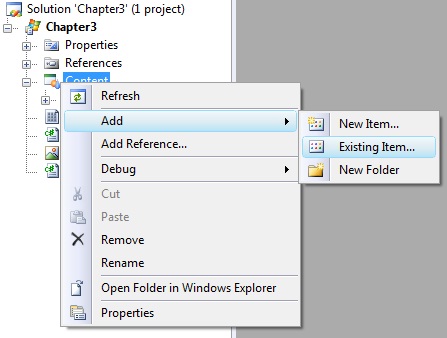 Solution 'Chapter3' (1 project)
Chapter3
Properties
References
Content
Refresh
Add
Add Reference...
Debug
Cut
Paste
Remove
Rename
Open Folder in Windows Explorer
Properties
New Item...
Existing Item...
New Folder